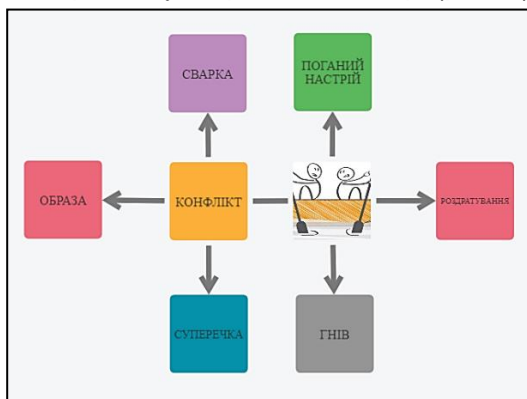 СВАРКА
ПОГАНИЙ
НАСТРІЙ
ОБРАЗА
КОНФЛІКТ
РОЗДРАТУВАННЯ
СУПЕРЕЧКА
ГНІВ